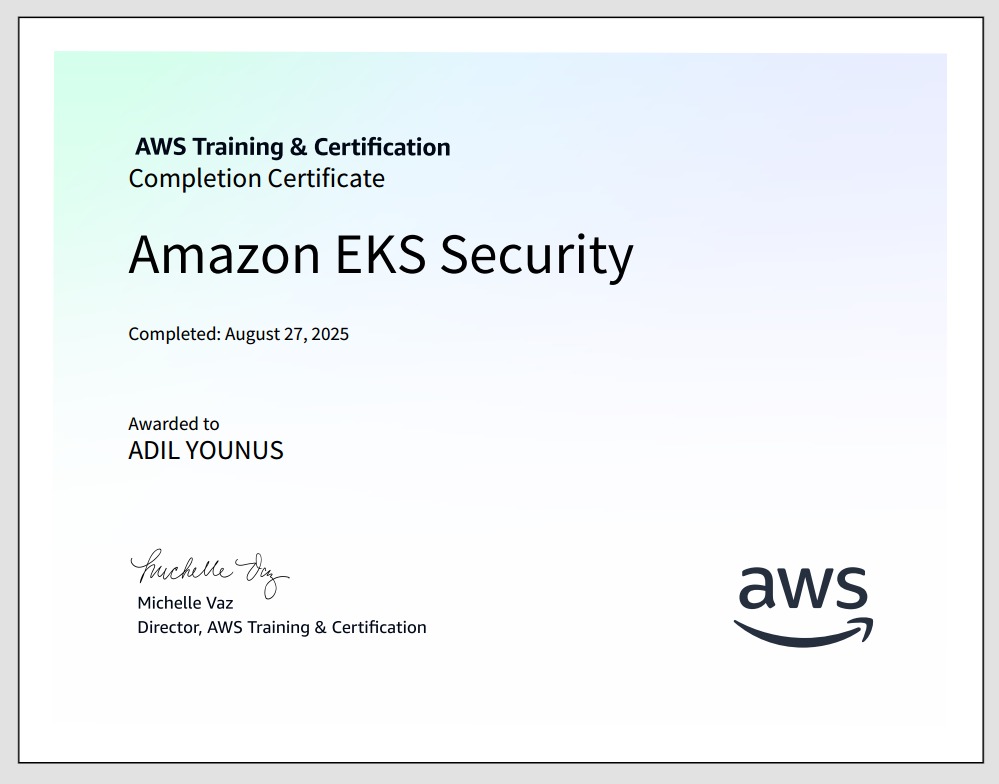 AWS Training & Certification
Completion Certificate
Amazon EKS Security
Completed: August 27, 2025
Awarded to
ADIL YOUNUS
Michelle Vaz
Michelle Vaz
Director, AWS Training & Certification
aws